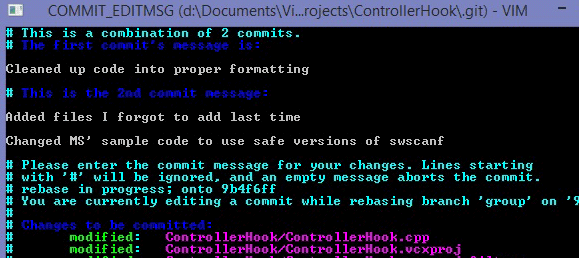 COMMIT_EDITMSG (d:\Documents\Vi...rojects\ControllerHook\.git) - VIM
# This is a combination of 2 commits.
# The first commit's message is:
Cleaned up code into proper formatting
# This is the 2nd commit message:
Added files I forgot to add last time
Changed MS' sample code to use safe versions of swscanf
# Please enter the commit message for your changes. Lines starting
# with '#' will be ignored, and an empty message aborts the commit.
# rebase in progress; onto 9b4f6ff
# You are currently editing a commit while rebasing branch 'group' on '9
#
# Changes to be committed:
#       modified:   ControllerHook/ControllerHook.cpp
#       modified:   ControllerHook/ControllerHook.vcxproj